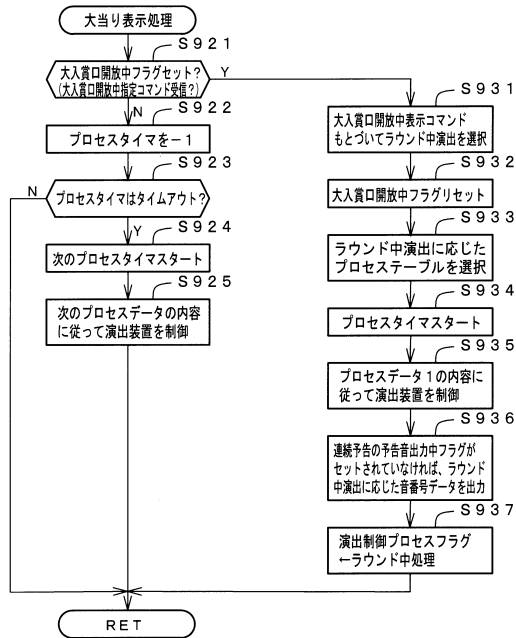 大当り表示処理
S921
大入賞口開放中フラグセット?
(大入賞口開放中指定コマンド受信?)
Y
N
S922
プロセスタイマを−1
S923
N
プロセスタイマはタイムアウト?
Y
S924
次のプロセスタイマスタート
S925
次のプロセスデータの内容
に従って演出装置を制御
S931
大入賞口開放中表示コマンド
もとづいてラウンド中演出を選択
S932
大入賞口開放中フラグリセット
S933
ラウンド中演出に応じた
プロセステーブルを選択
S934
プロセスタイマスタート
S935
プロセスデータ1の内容に
従って演出装置を制御
S936
連続予告の予告音出力中フラグが
セットされていなければ、ラウンド
中演出に応じた音番号データを出力
S937
演出制御プロセスフラグ
←ラウンド中処理
RET